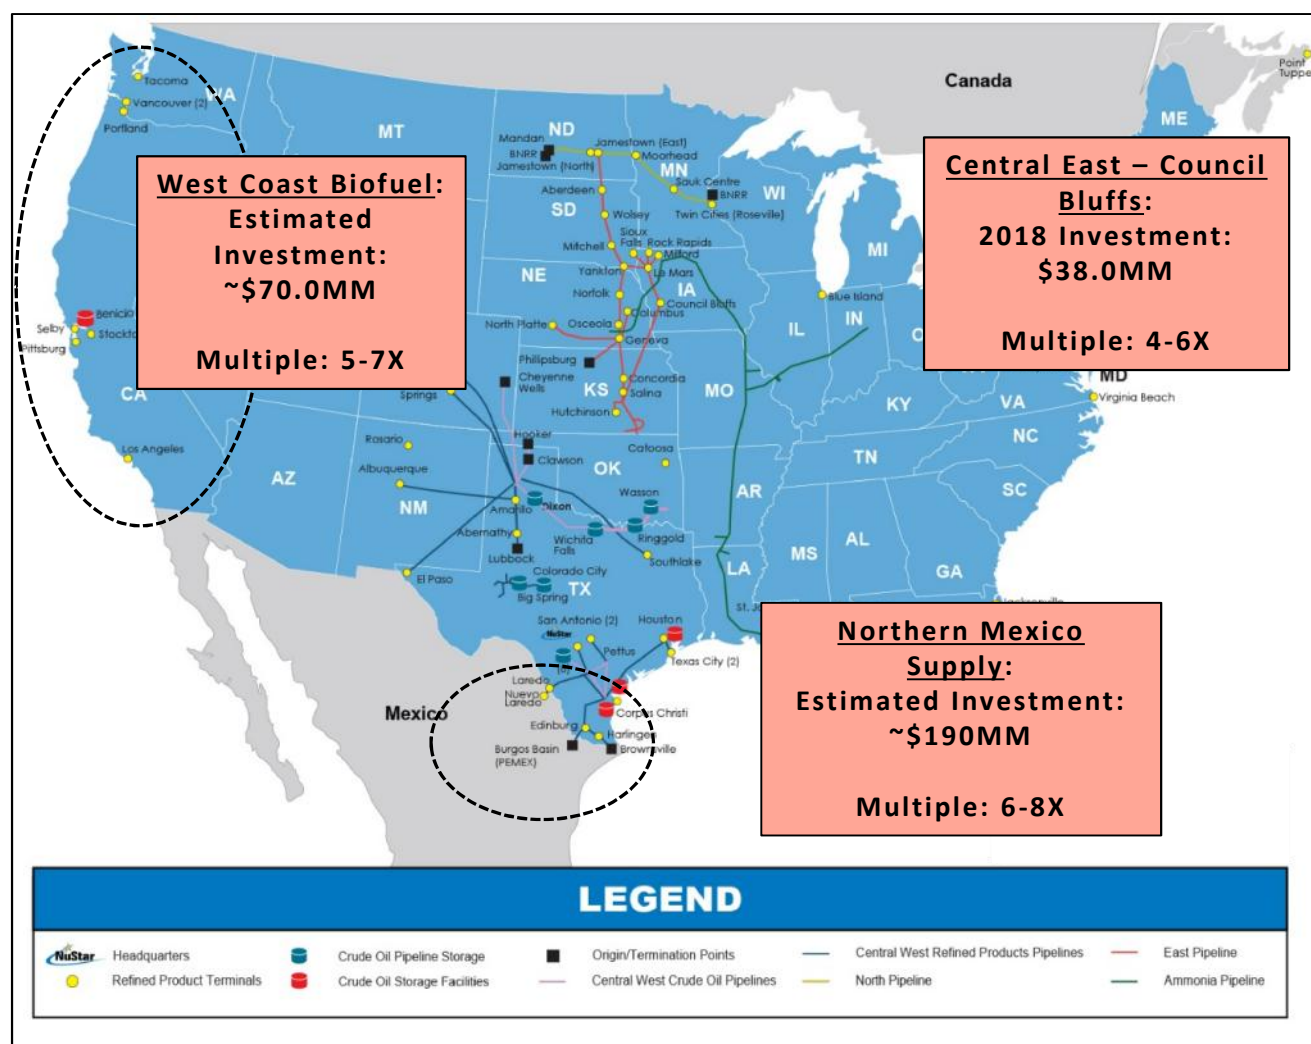 Canada
Point
Tupper
Tacoma
WA
Vancouver (2)
Portland
MT
ND
Mandan
BNRR
Jamestown (North)
Jamestown (East)
Moorhead
MN
Sauk Centre
BNRR
Twin Cities (Roseville)
WI
MI
ME
Aberdeen
SD
Wolsey
Sioux
Falls
Rock Rapids
Milford
Mitchell
Yankton
Le Mars
NE
IA
Norfolk
Council Bluffs
Columbus
North Platte
Osceola
Geneva
Blue Island
IL
IN
West Coast Biofuel:
Estimated
Investment:
~$70.0MM
Multiple: 5-7X
Central East – Council
Bluffs:
2018 Investment:
$38.0MM
Multiple: 4-6X
Benicia
Selby
Pittsburg
CA
Los Angeles
Springs
Phillipsburg
Cheyenne
Wells
KS
Concordia
Salina
Hutchinson
MO
KY
VA
MD
Virginia Beach
NC
TN
SC
Rosario
Albuquerque
AZ
NM
Hooker
Clawson
OK
Catoosa
AR
Dixon
Wasson
Amarillo
Abernathy
Wichita
Falls
Ringgold
Lubbock
Southlake
MS
AL
GA
LA
El Paso
Colorado City
Big Spring
TX
San Antonio (2)
NuStar
Houston
Pettus
Texas City (2)
Laredo
Nuevo
Laredo
Corpus Christi
Mexico
Edinburg
Harlingen
Burgos Basin
(PEMEX)
Brownsville
Northern Mexico
Supply:
Estimated Investment:
~$190MM
Multiple: 6-8X
LEGEND
NuStar Headquarters
Crude Oil Pipeline Storage
Origin/Termination Points
Central West Refined Products Pipelines
East Pipeline
Refined Product Terminals
Crude Oil Storage Facilities
Central West Crude Oil Pipelines
North Pipeline
Ammonia Pipeline